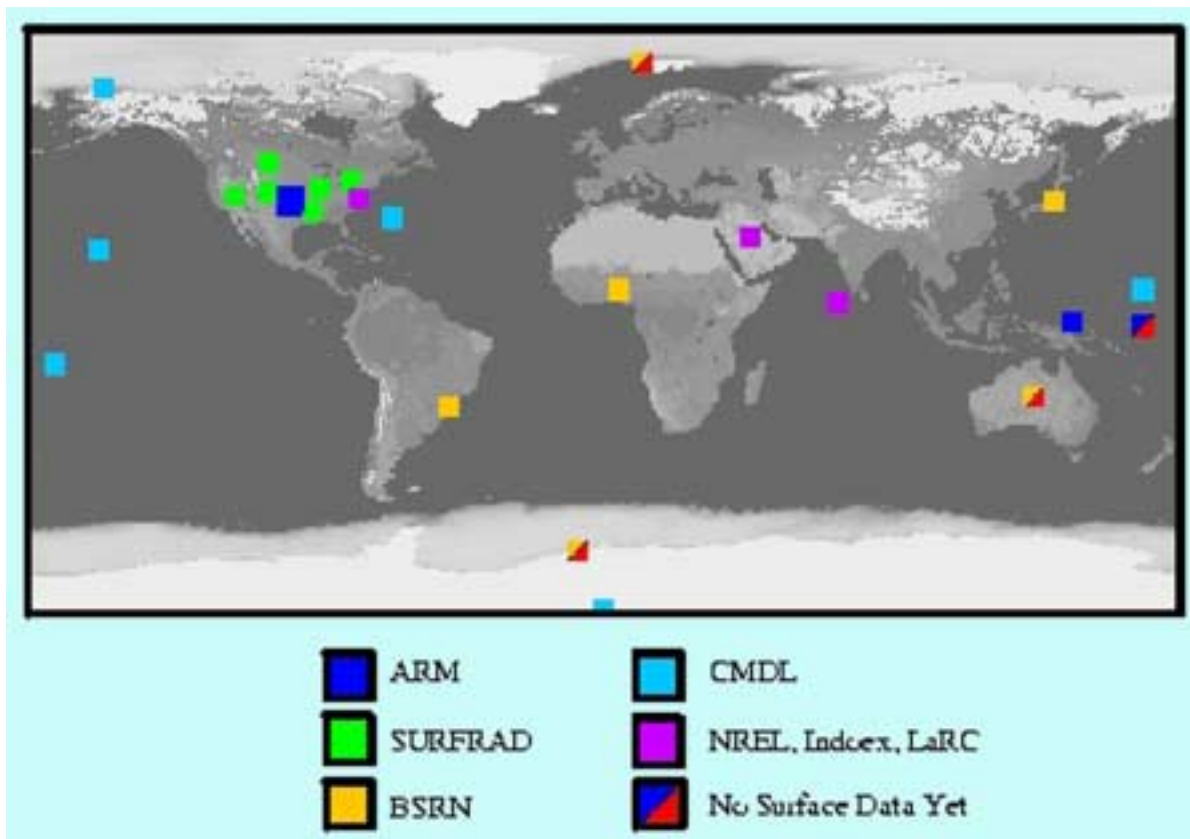 ARM
CMDL
SURFRAD
NREL, Indoex, LaRC
BSRN
No Surface Data Yet